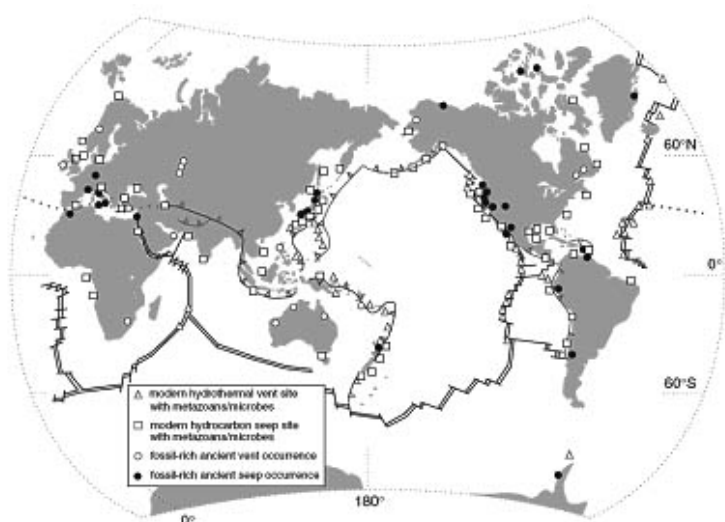 60°N
0°
60°S
modern hydrothermal vent site
with metazoans/microbes
modern hydrocarbon seep site
with metazoans/microbes
fossil-rich ancient vent occurrence
fossil-rich ancient seep occurrence
180°
0°